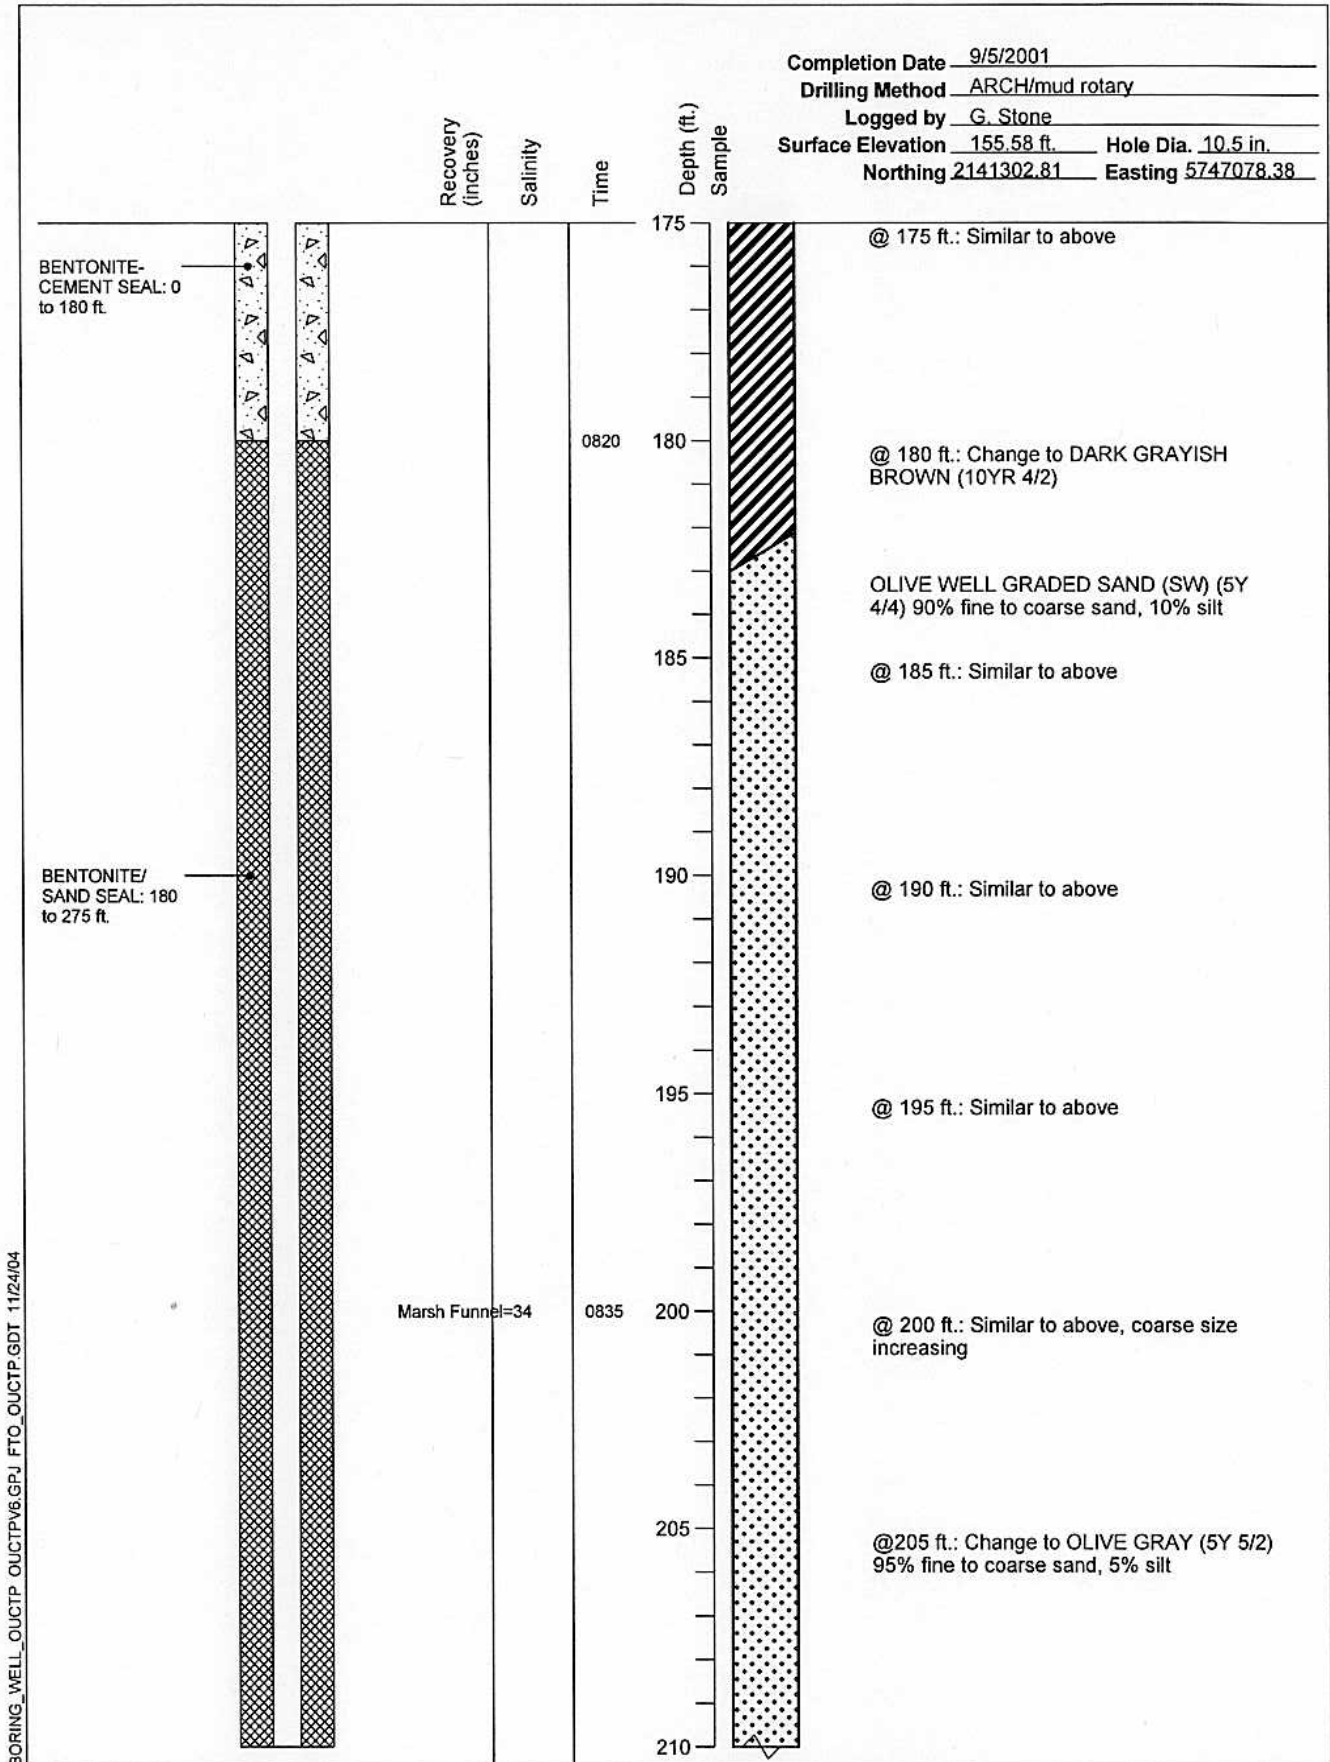 Completion Date 9/5/2001
Drilling Method ARCH/mud rotary
Logged by G. Stone
Surface Elevation 155.58 ft. Hole Dia. 10.5 in.
Northing 2141302.81 Easting 5747078.38
Recovery
(inches)
Salinity
Time
Depth (ft.)
Sample
175
@ 175 ft.: Similar to above
BENTONITE-
CEMENT SEAL: 0
to 180 ft.
0820
180
@ 180 ft.: Change to DARK GRAYISH
BROWN (10YR 4/2)
OLIVE WELL GRADED SAND (SW) (5Y
4/4) 90% fine to coarse sand, 10% silt
185
@ 185 ft.: Similar to above
BENTONITE/
SAND SEAL: 180
to 275 ft.
190
@ 190 ft.: Similar to above
195
@ 195 ft.: Similar to above
Marsh Funnel=34
0835
200
@ 200 ft.: Similar to above, coarse size
increasing
205
@205 ft.: Change to OLIVE GRAY (5Y 5/2)
95% fine to coarse sand, 5% silt
210
BORING_WELL_OUCTP OUCTPV6.GPJ FTO_OUCTP.GDT 11/24/04